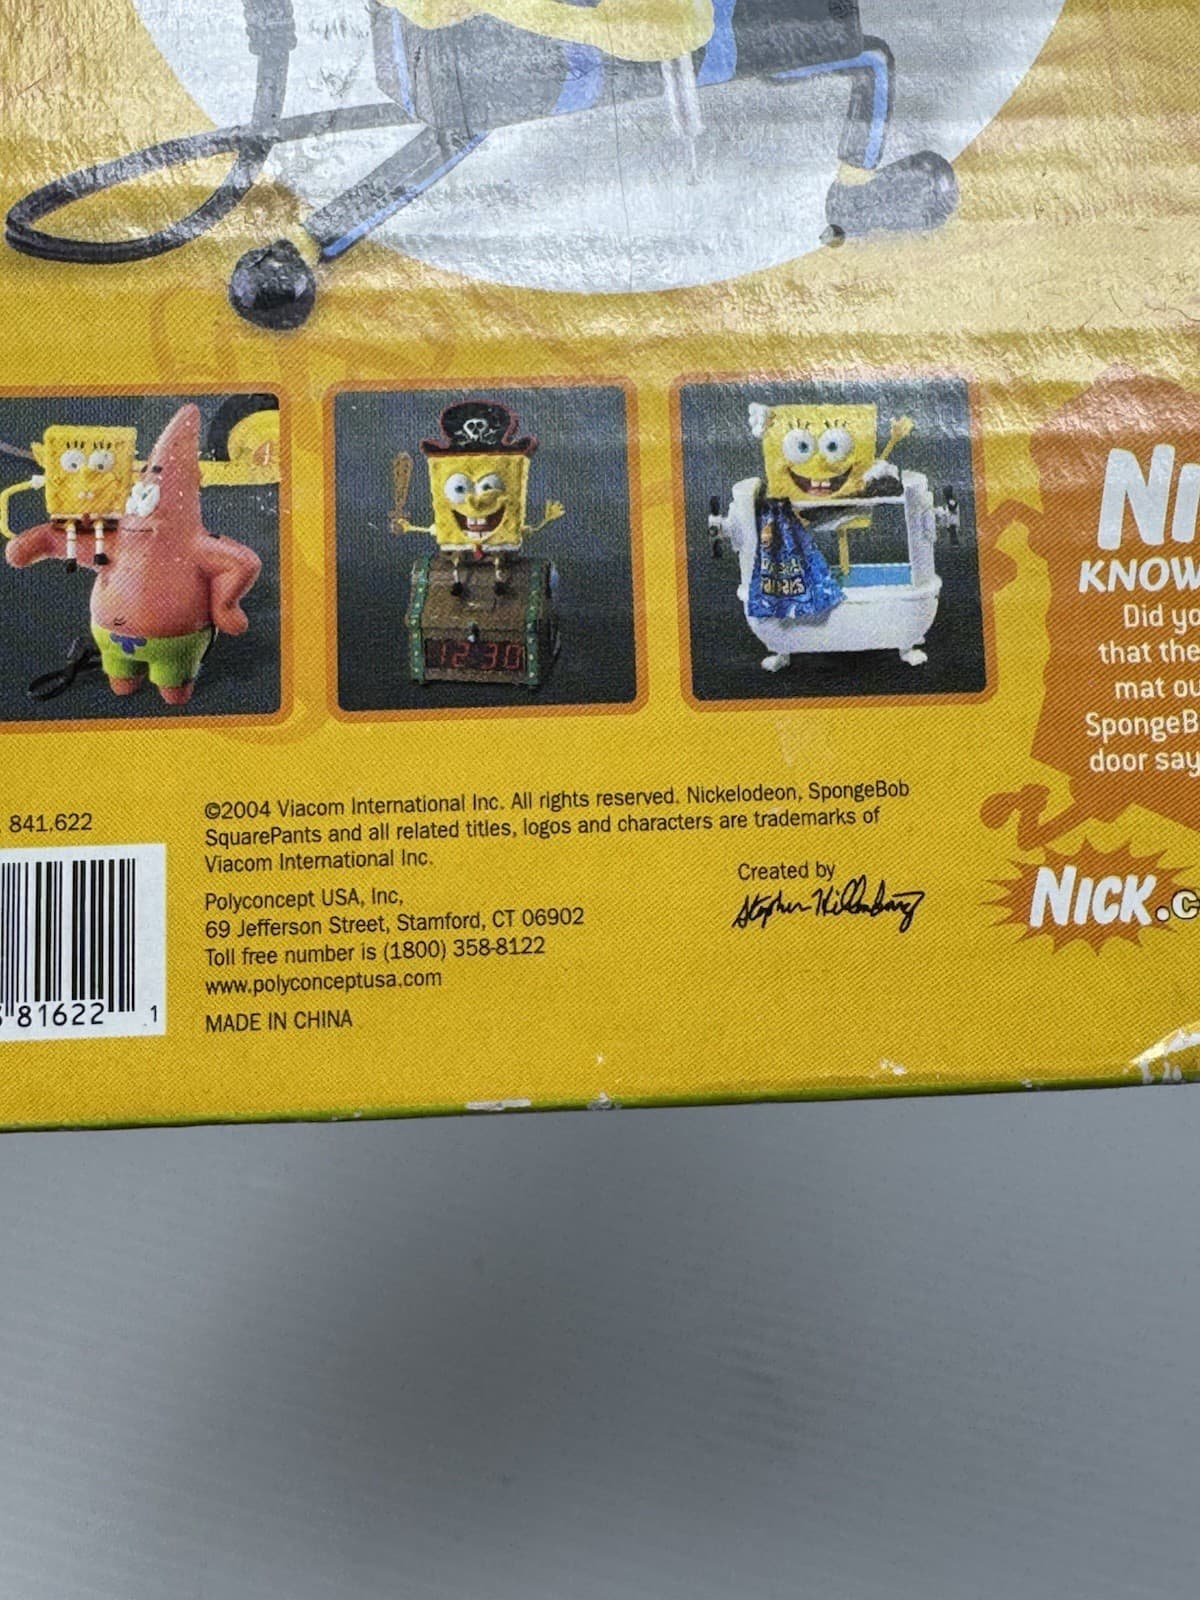 12:30
NI
KNOW
Did yo
that the
mat ou
SpongeB
door say
841.622
©2004 Viacom International Inc. All rights reserved. Nickelodeon, SpongeBob
SquarePants and all related titles, logos and characters are trademarks of
Viacom International Inc.
Polyconcept USA, Inc,
69 Jefferson Street, Stamford, CT 06902
Toll free number is (1800) 358-8122
www.polyconceptusa.com
MADE IN CHINA
Created by
Stephen Hillenburg
NICK.c
81622 1